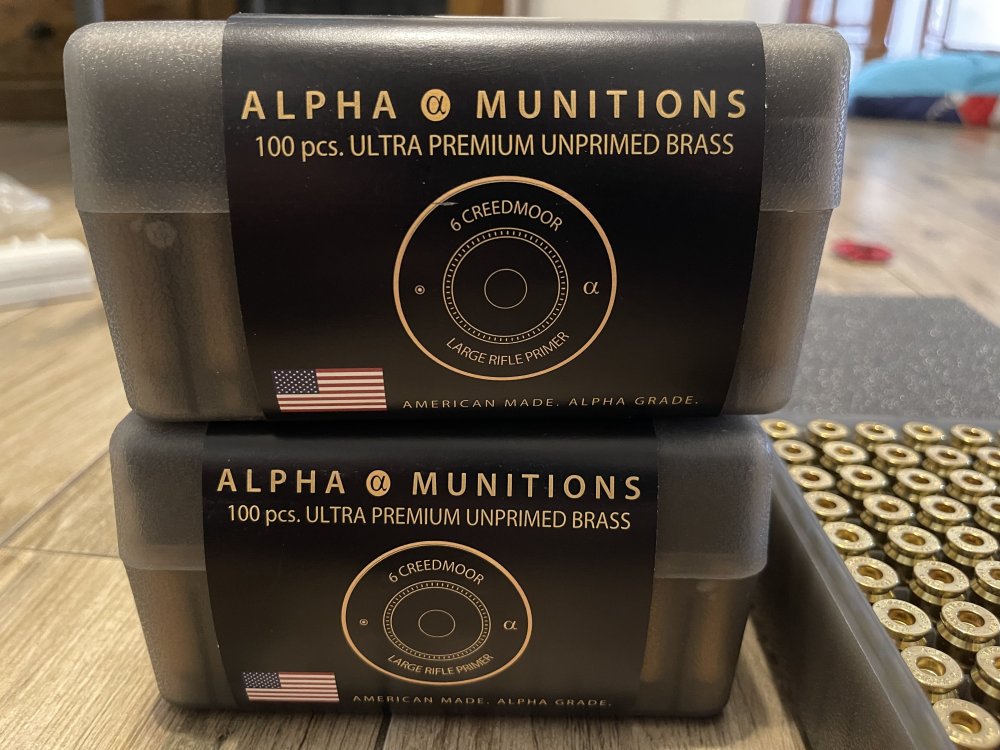 ALPHA α MUNITIONS
100 pcs. ULTRA PREMIUM UNPRIMED BRASS
6 CREEDMOOR
α
LARGE RIFLE PRIMER
AMERICAN MADE. ALPHA GRADE.
ALPHA α MUNITIONS
100 pcs. ULTRA PREMIUM UNPRIMED BRASS
6 CREEDMOOR
α
LARGE RIFLE PRIMER
AMERICAN MADE. ALPHA GRADE.